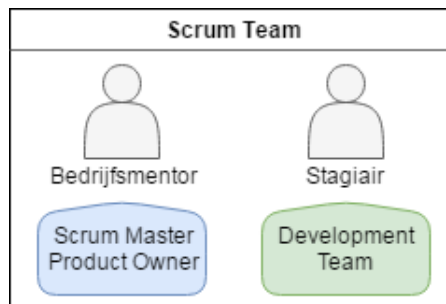 Scrum Team
Bedrijfsmentor
Stagiair
Scrum Master
Product Owner
Development
Team